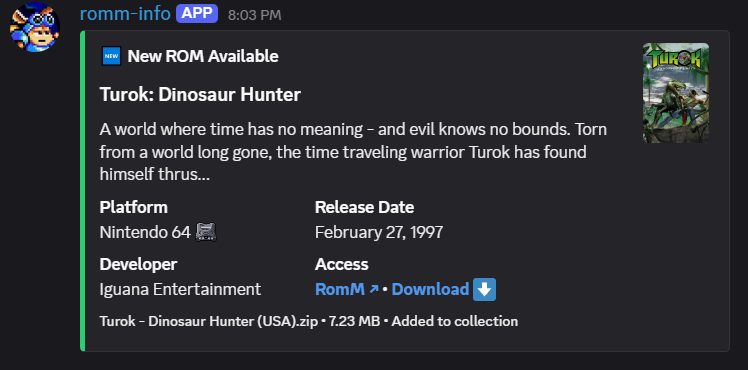 romm-info APP 8:03 PM
NEW New ROM Available
TUROK
Turok: Dinosaur Hunter
A world where time has no meaning - and evil knows no bounds. Torn
from a world long gone, the time traveling warrior Turok has found
himself thrus...
Platform Release Date
Nintendo 64 February 27, 1997
Developer Access
Iguana Entertainment RomM ↗ • Download ⬇
Turok - Dinosaur Hunter (USA).zip • 7.23 MB • Added to collection